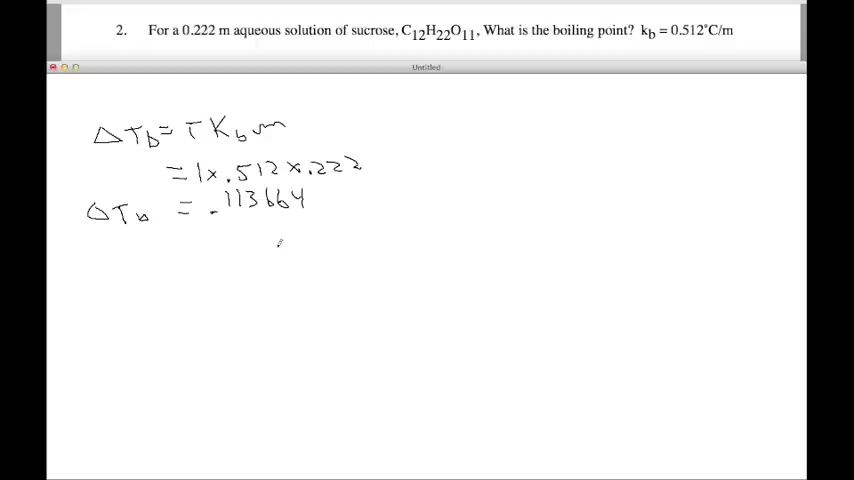 2. For a 0.222 m aqueous solution of sucrose, C12H22O11, What is the boiling point? kb = 0.512°C/m
Untitled
ΔTb = T Kb m
= 1 x .512 x .222
ΔTb = .113664